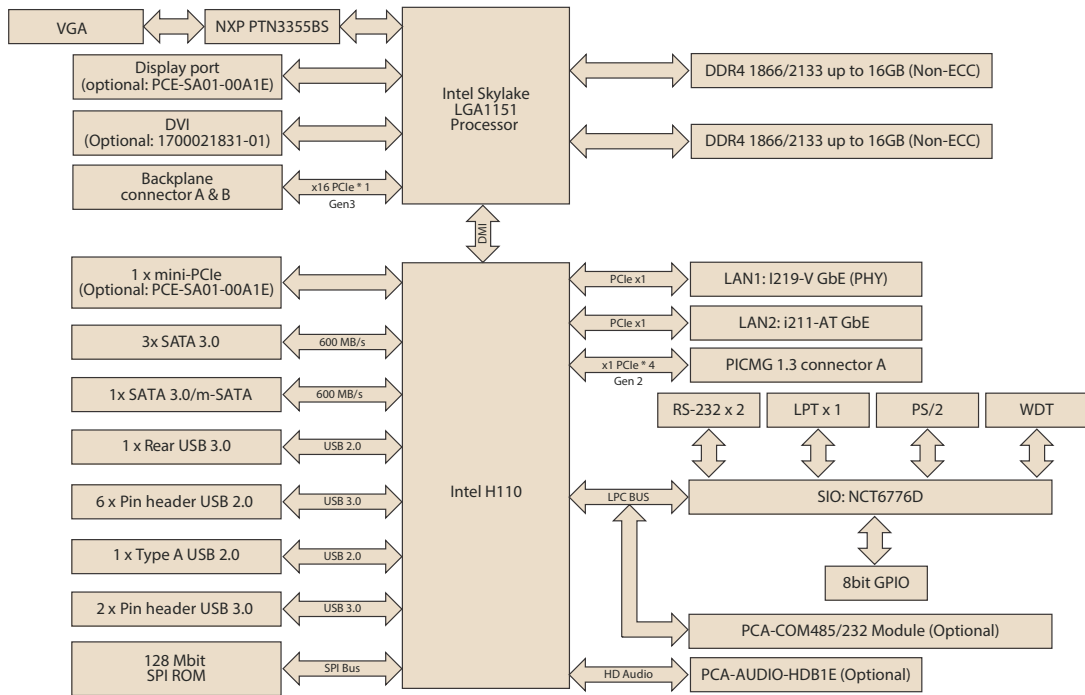 VGA
NXP PTN3355BS
Display port
(optional: PCE-SA01-00A1E)
DVI
(Optional: 1700021831-01)
Backplane
connector A & B
x16 PCIe * 1
Gen3
Intel Skylake
LGA1151
Processor
DDR4 1866/2133 up to 16GB (Non-ECC)
DDR4 1866/2133 up to 16GB (Non-ECC)
DMI
1 x mini-PCIe
(Optional: PCE-SA01-00A1E)
3x SATA 3.0
600 MB/s
1x SATA 3.0/m-SATA
600 MB/s
1 x Rear USB 3.0
USB 2.0
6 x Pin header USB 2.0
USB 3.0
1 x Type A USB 2.0
USB 2.0
2 x Pin header USB 3.0
USB 3.0
128 Mbit
SPI ROM
SPI Bus
Intel H110
PCIe x1
LAN1: I219-V GbE (PHY)
PCIe x1
LAN2: i211-AT GbE
x1 PCIe * 4
Gen 2
PICMG 1.3 connector A
RS-232 x 2
LPT x 1
PS/2
WDT
LPC BUS
SIO: NCT6776D
8bit GPIO
PCA-COM485/232 Module (Optional)
HD Audio
PCA-AUDIO-HDB1E (Optional)